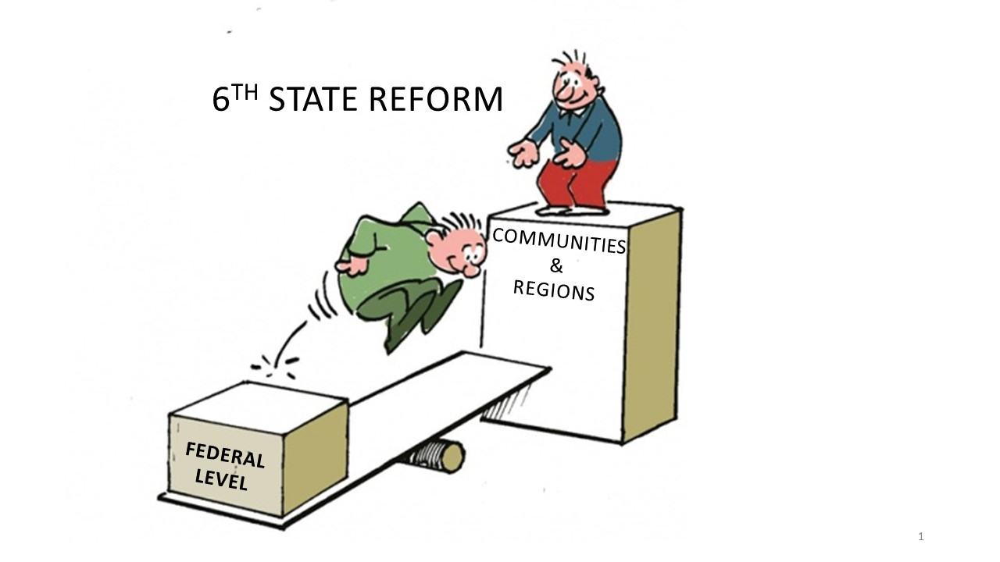 6TH STATE REFORM
COMMUNITIES
&
REGIONS
FEDERAL
LEVEL
1